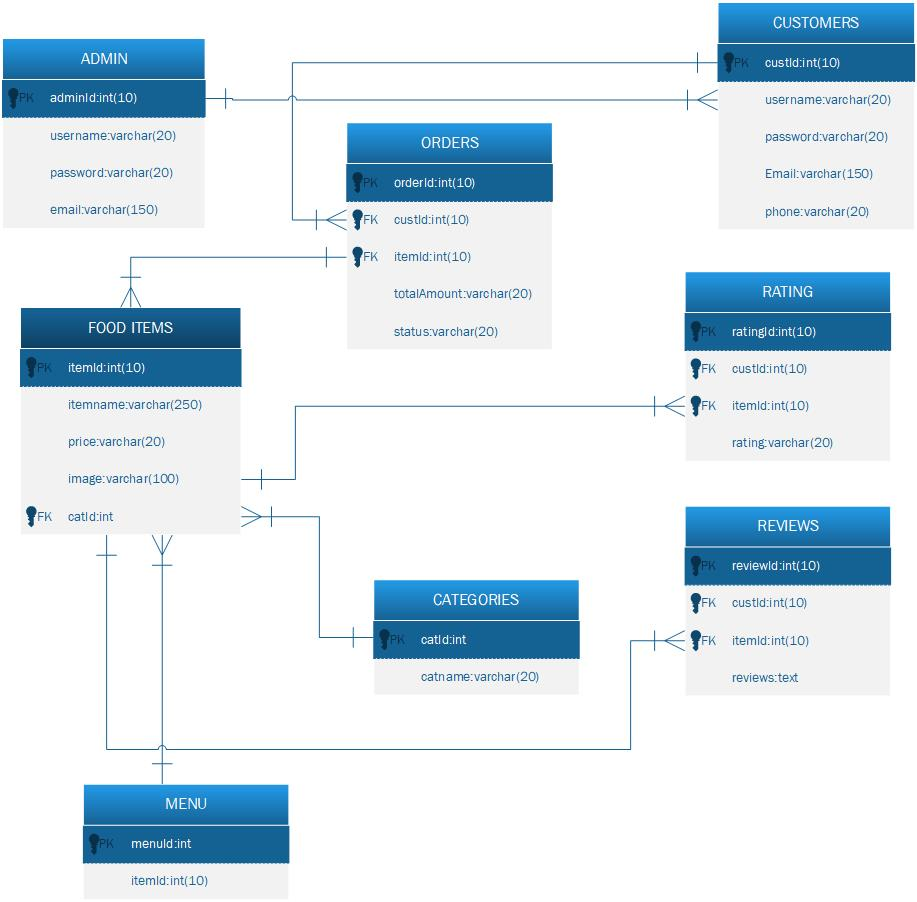 ADMIN
PK adminId:int(10)
username:varchar(20)
password:varchar(20)
email:varchar(150)
CUSTOMERS
PK custId:int(10)
username:varchar(20)
password:varchar(20)
Email:varchar(150)
phone:varchar(20)
ORDERS
PK orderId:int(10)
FK custId:int(10)
FK itemId:int(10)
totalAmount:varchar(20)
status:varchar(20)
FOOD ITEMS
PK itemId:int(10)
itemname:varchar(250)
price:varchar(20)
image:varchar(100)
FK catId:int
RATING
PK ratingId:int(10)
FK custId:int(10)
FK itemId:int(10)
rating:varchar(20)
REVIEWS
PK reviewId:int(10)
FK custId:int(10)
FK itemId:int(10)
reviews:text
CATEGORIES
PK catId:int
catname:varchar(20)
MENU
PK menuId:int
itemId:int(10)